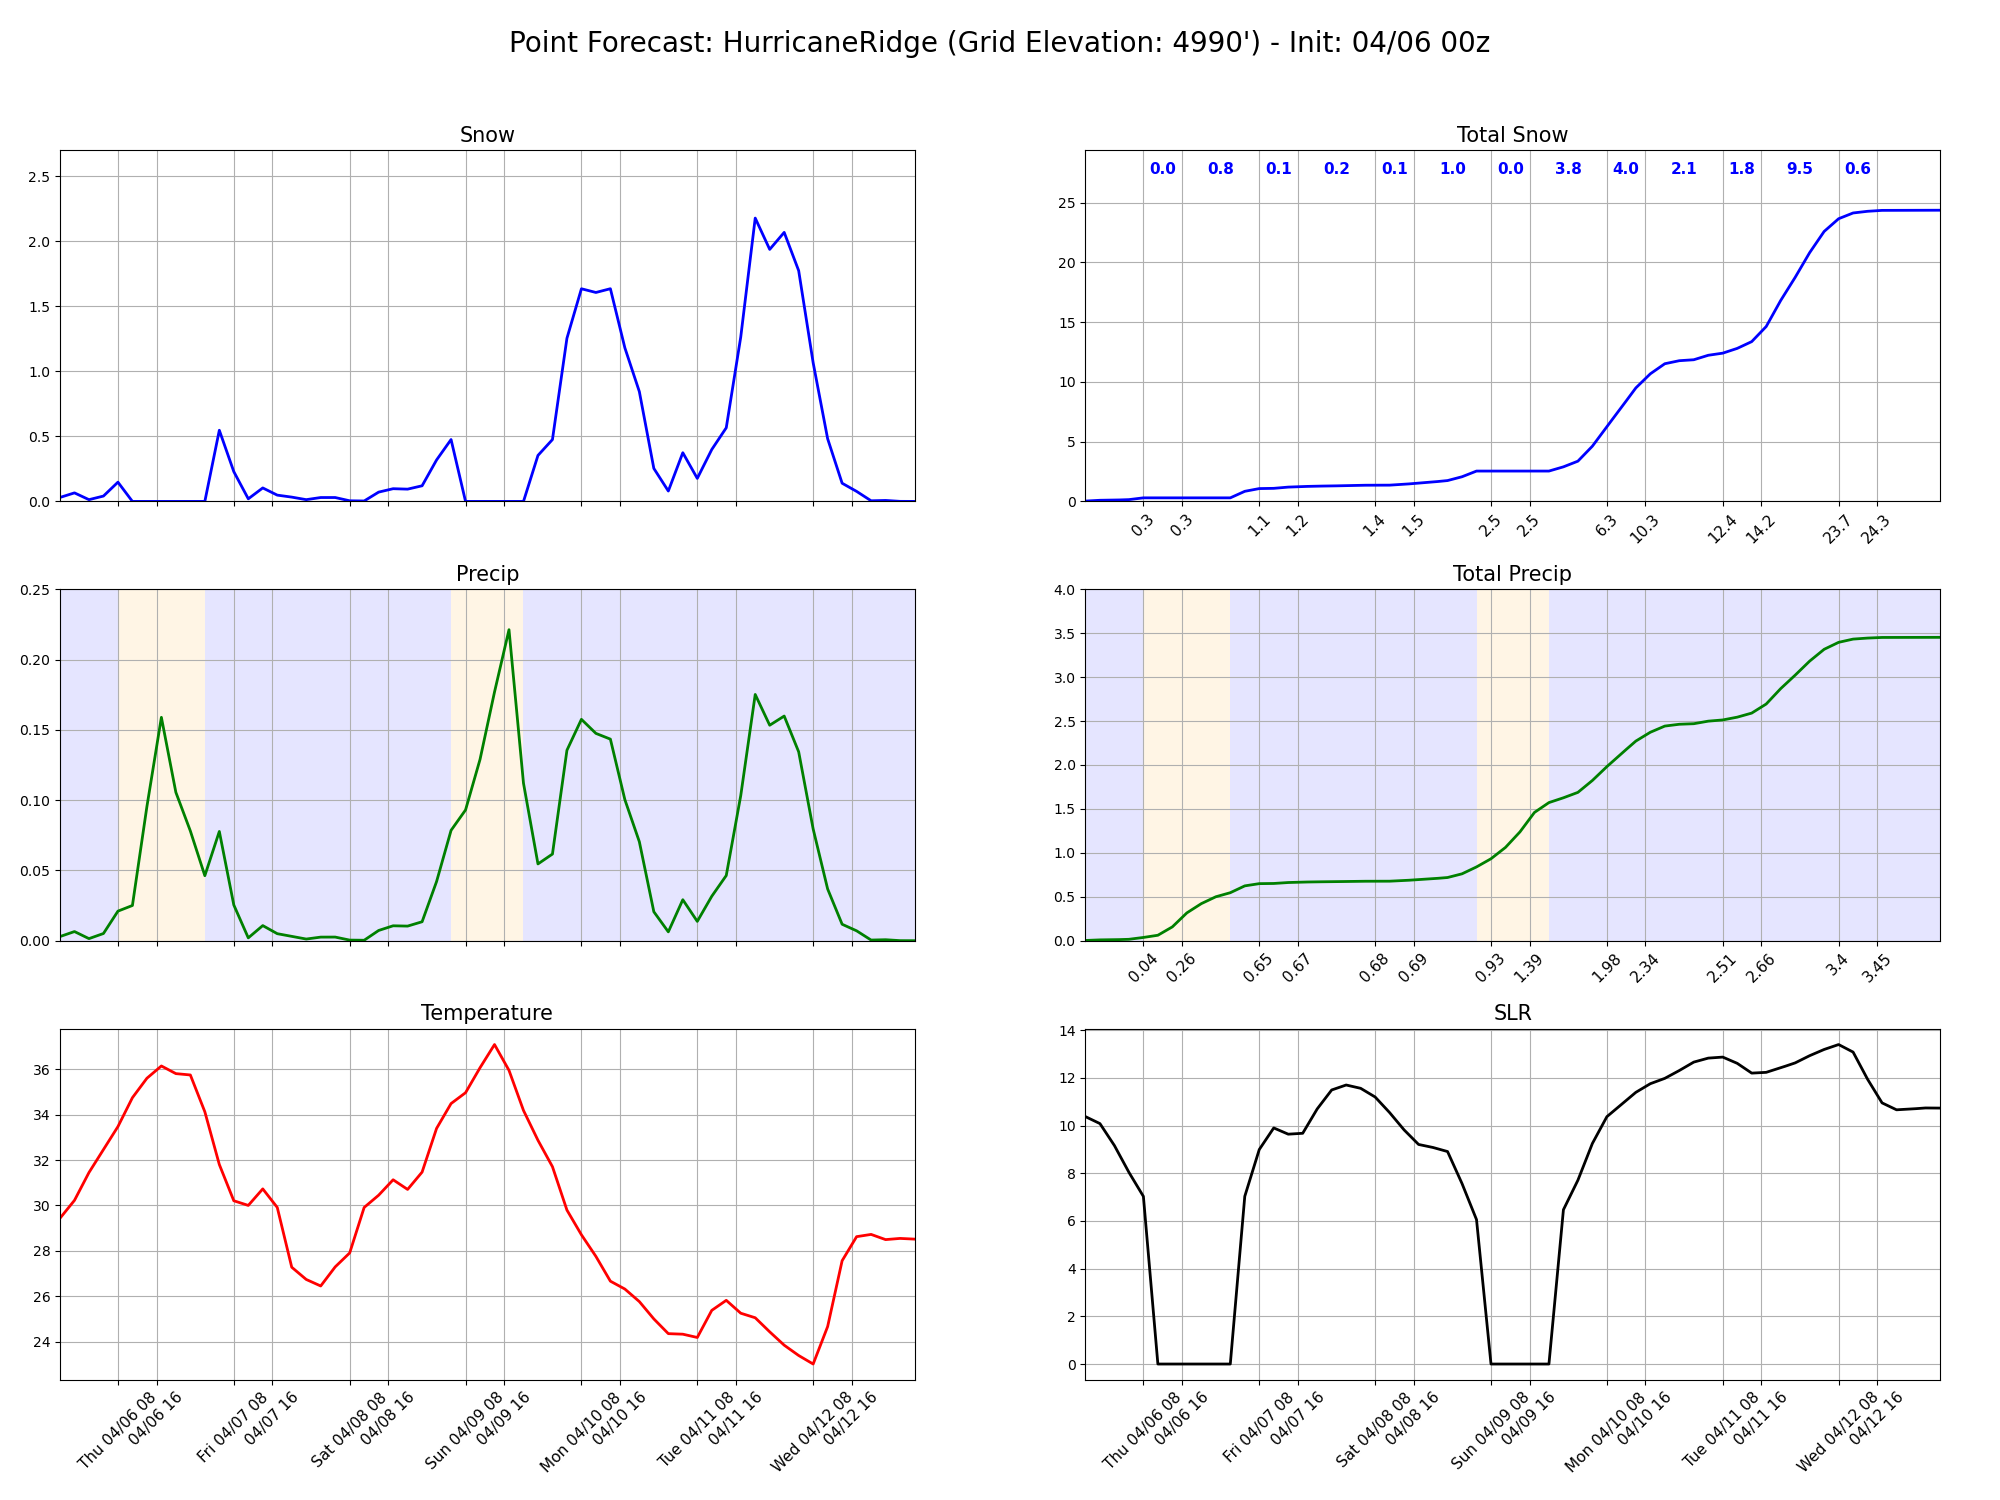 Point Forecast: HurricaneRidge (Grid Elevation: 4990') - Init: 04/06 00z
Snow
2.5
2.0
1.5
1.0
0.5
0.0
Total Snow
0.0 0.8 0.1 0.2 0.1 1.0 0.0 3.8 4.0 2.1 1.8 9.5 0.6
25
20
15
10
5
0
0.3 0.3 1.1 1.2 1.4 1.5 2.5 2.5 6.3 10.3 12.4 14.2 23.7 24.3
Precip
0.25
0.20
0.15
0.10
0.05
0.00
Total Precip
4.0
3.5
3.0
2.5
2.0
1.5
1.0
0.5
0.0
0.04 0.26 0.65 0.67 0.68 0.69 0.93 1.39 1.98 2.34 2.51 2.66 3.4 3.45
Temperature
36
34
32
30
28
26
24
Thu 04/06 08
04/06 16
Fri 04/07 08
04/07 16
Sat 04/08 08
04/08 16
Sun 04/09 08
04/09 16
Mon 04/10 08
04/10 16
Tue 04/11 08
04/11 16
Wed 04/12 08
04/12 16
SLR
14
12
10
8
6
4
2
0
Thu 04/06 08
04/06 16
Fri 04/07 08
04/07 16
Sat 04/08 08
04/08 16
Sun 04/09 08
04/09 16
Mon 04/10 08
04/10 16
Tue 04/11 08
04/11 16
Wed 04/12 08
04/12 16